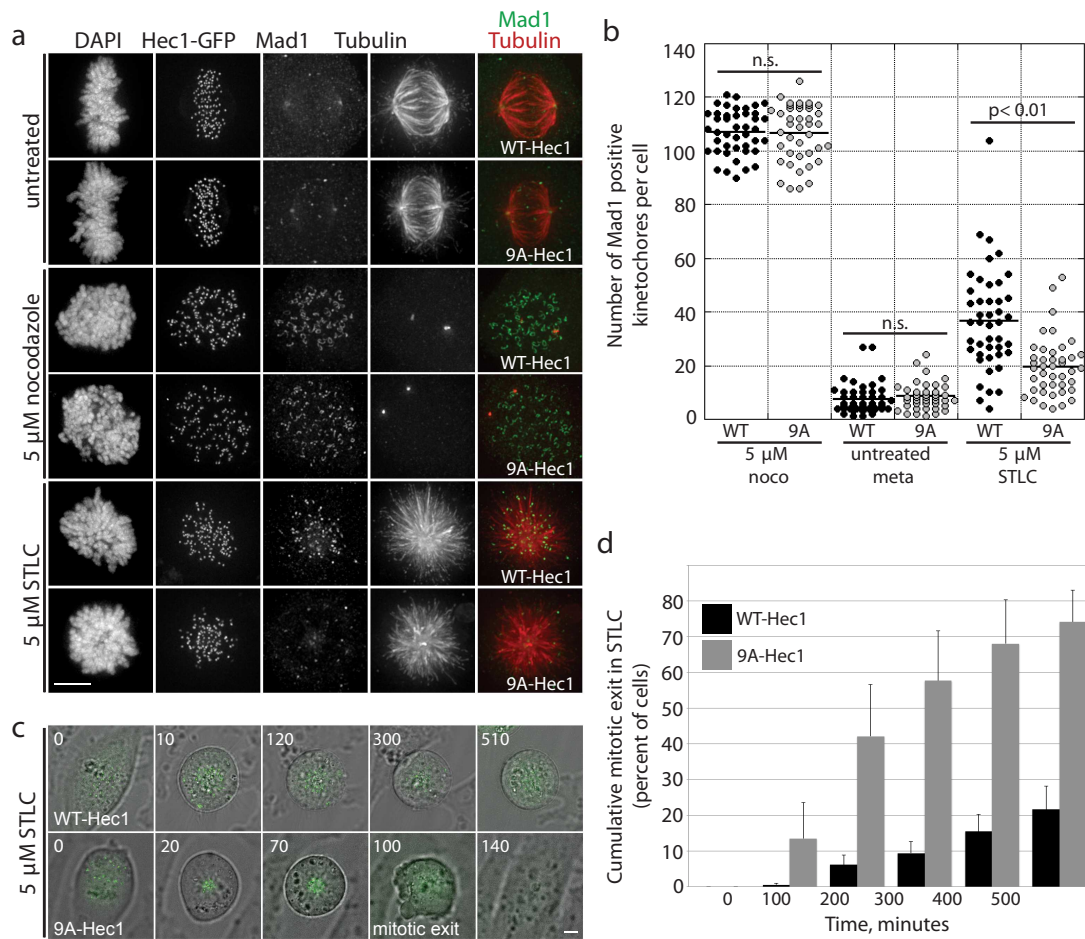 a
DAPI Hec1-GFP Mad1 Tubulin Mad1
Tubulin
untreated
WT-Hec1
9A-Hec1
5 µM nocodazole
WT-Hec1
9A-Hec1
5 µM STLC
WT-Hec1
9A-Hec1
b
Number of Mad1 positive
kinetochores per cell
140
120
100
80
60
40
20
0
n.s.
n.s.
p< 0.01
WT 9A WT 9A WT 9A
5 µM
noco
untreated
meta
5 µM
STLC
c
5 µM STLC
0 10 120 300 510
WT-Hec1
0 20 70 100 140
9A-Hec1 mitotic exit
d
Cumulative mitotic exit in STLC
(percent of cells)
80
70
60
50
40
30
20
10
0
WT-Hec1
9A-Hec1
0 100 200 300 400 500
Time, minutes